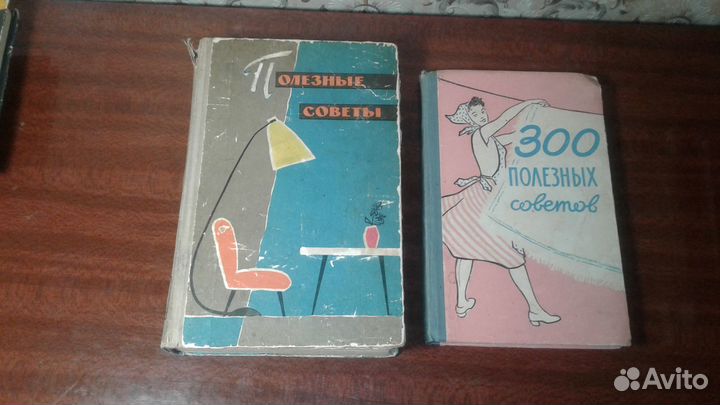 Полезные
советы
300
полезных
советов
Avito